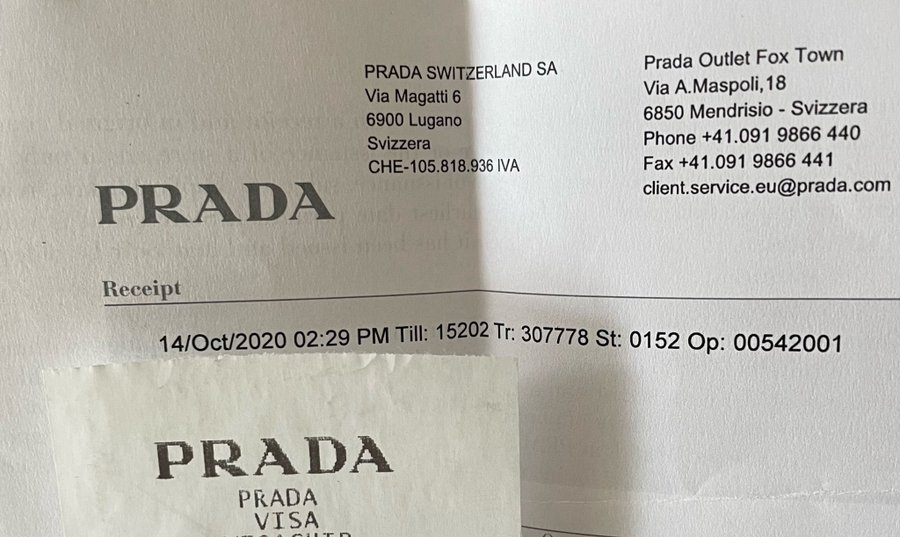 PRADA SWITZERLAND SA
Via Magatti 6
6900 Lugano
Svizzera
CHE-105.818.936 IVA
Prada Outlet Fox Town
Via A.Maspoli,18
6850 Mendrisio - Svizzera
Phone +41.091 9866 440
Fax +41.091 9866 441
client.service.eu@prada.com
PRADA
Receipt
14/Oct/2020 02:29 PM Till: 15202 Tr: 307778 St: 0152 Op: 00542001
PRADA
PRADA
VISA